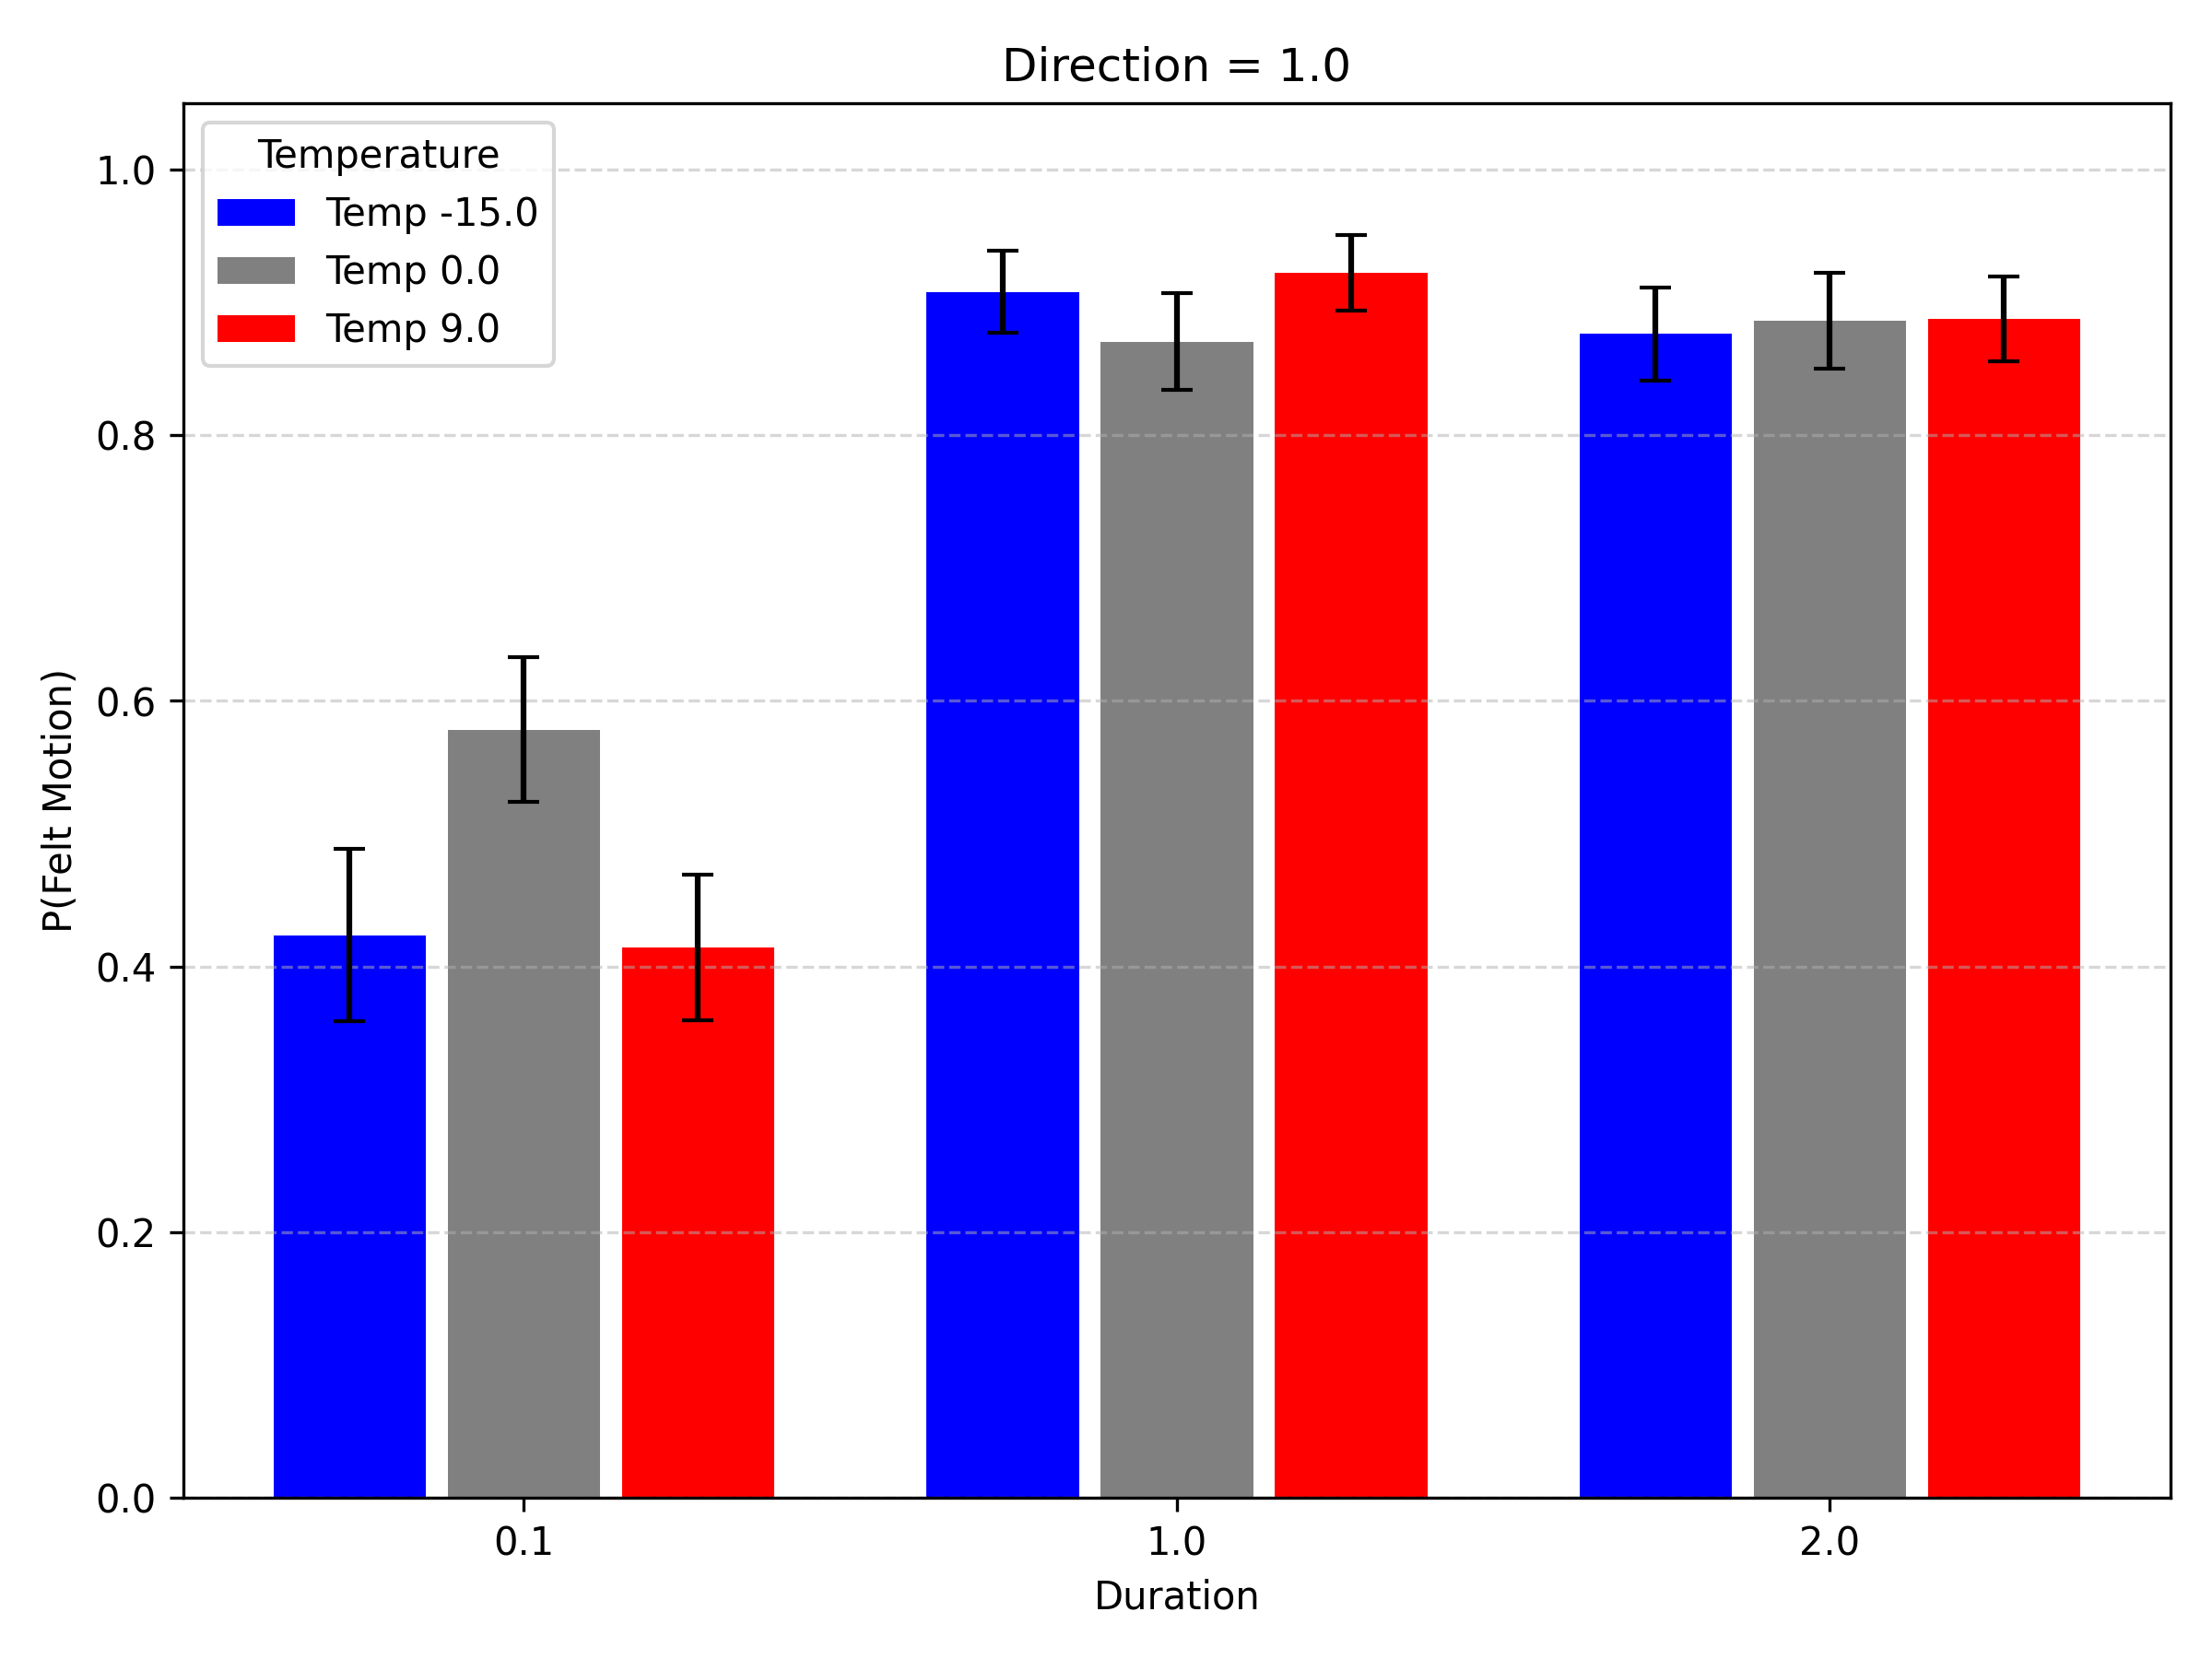 Direction = 1.0
Temperature
Temp -15.0
Temp 0.0
Temp 9.0
P(Felt Motion)
1.0
0.8
0.6
0.4
0.2
0.0
0.1
1.0
2.0
Duration